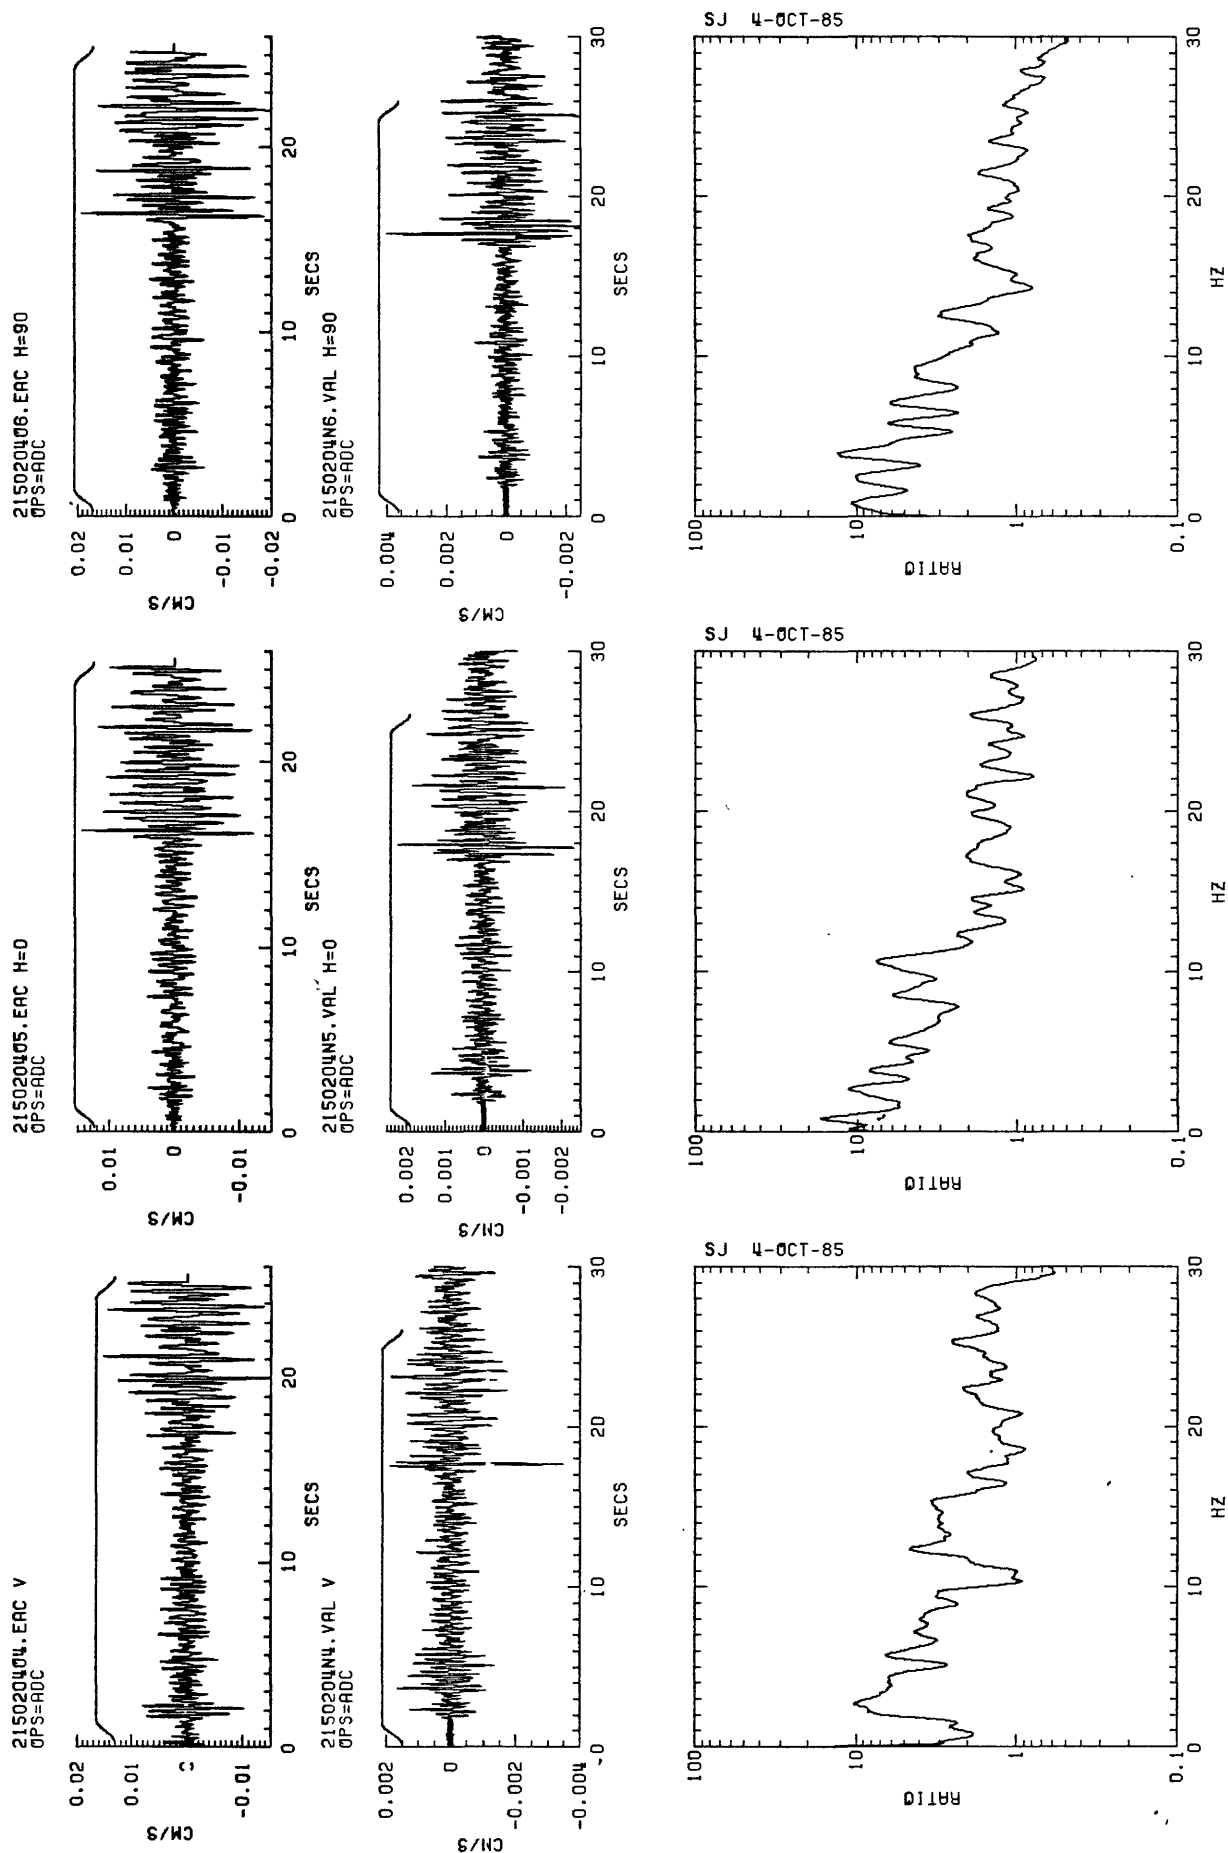 2150204O4.EAC V
OPS=ADC
CM/S
0.02
0.01
0
-0.01
0
10
20
SECS
2150204N4.VAL V
OPS=ADC
CM/S
0.002
0
-0.002
-0.004
0
10
20
30
SECS
SJ 4-OCT-85
RATIO
100
10
1
0.1
0
10
20
30
HZ
2150204O5.EAC H=0
OPS=ADC
CM/S
0.01
0
-0.01
0
10
20
SECS
2150204N5.VAL H=0
OPS=ADC
CM/S
0.002
0.001
0
-0.001
-0.002
0
10
20
30
SECS
SJ 4-OCT-85
RATIO
100
10
1
0.1
0
10
20
30
HZ
2150204O6.EAC H=90
OPS=ADC
CM/S
0.02
0.01
0
-0.01
-0.02
0
10
20
SECS
2150204N6.VAL H=90
OPS=ADC
CM/S
0.004
0.002
0
-0.002
0
10
20
30
SECS
SJ 4-OCT-85
RATIO
100
10
1
0.1
0
10
20
30
HZ